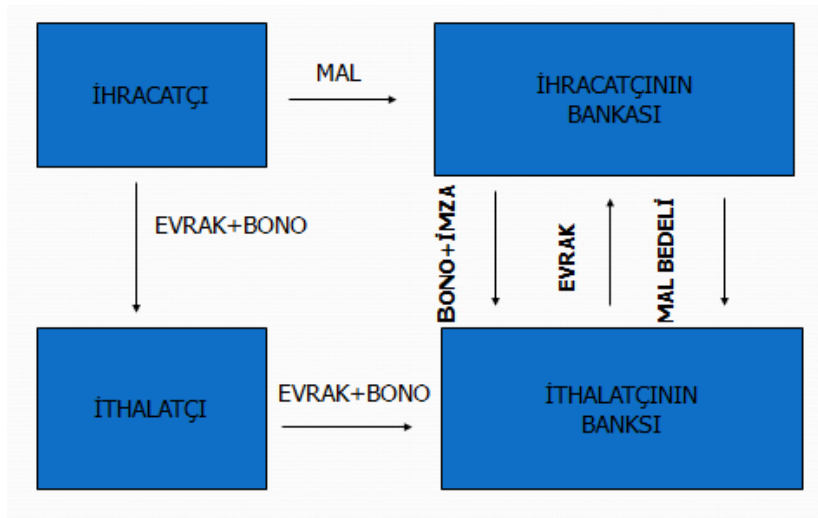 İHRACATÇI
MAL
İHRACATÇININ
BANKASI
EVRAK+BONO
BONO+İMZA
EVRAK
MAL BEDELİ
İTHALATÇI
EVRAK+BONO
İTHALATÇININ
BANKSI